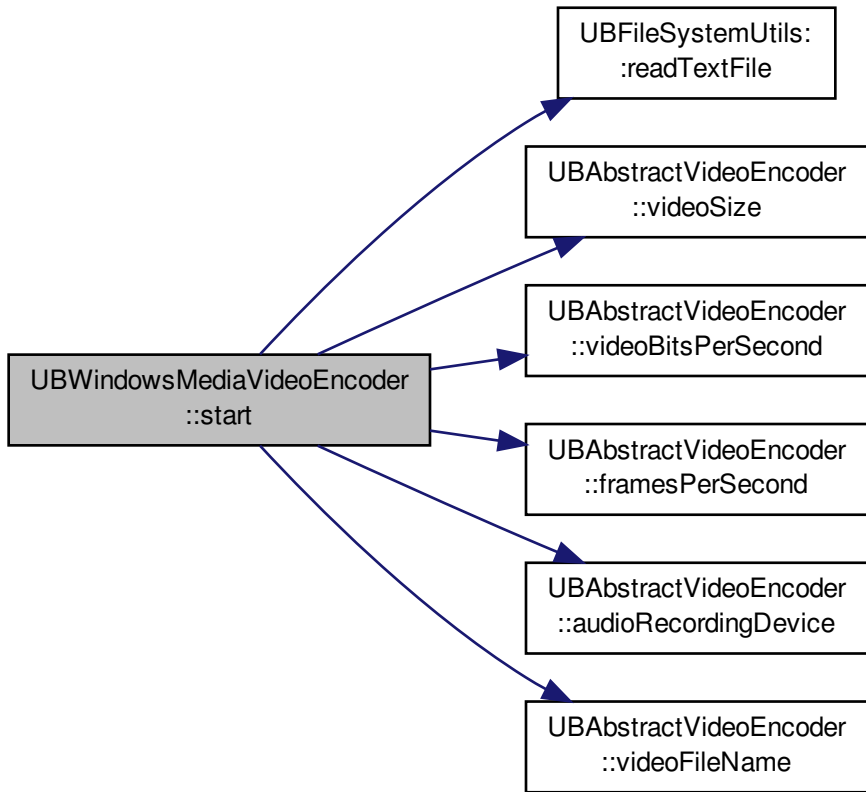 UBFileSystemUtils:
:readTextFile
UBAbstractVideoEncoder
::videoSize
UBAbstractVideoEncoder
::videoBitsPerSecond
UBWindowsMediaVideoEncoder
::start
UBAbstractVideoEncoder
::framesPerSecond
UBAbstractVideoEncoder
::audioRecordingDevice
UBAbstractVideoEncoder
::videoFileName